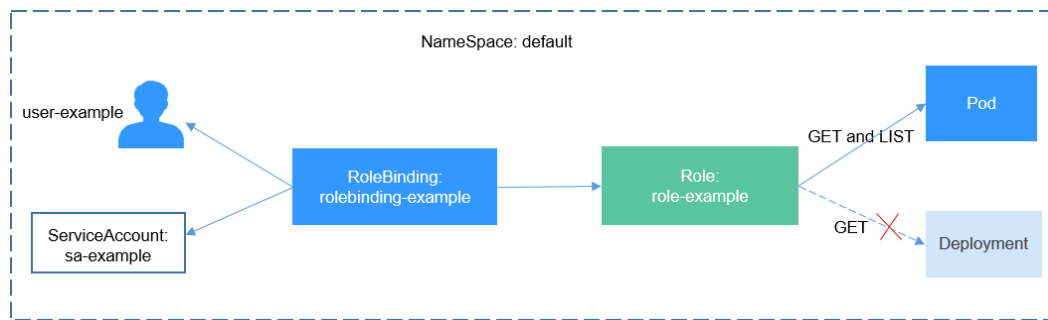 NameSpace: default
user-example
Pod
GET and LIST
RoleBinding:
rolebinding-example
Role:
role-example
ServiceAccount:
sa-example
GET
Deployment